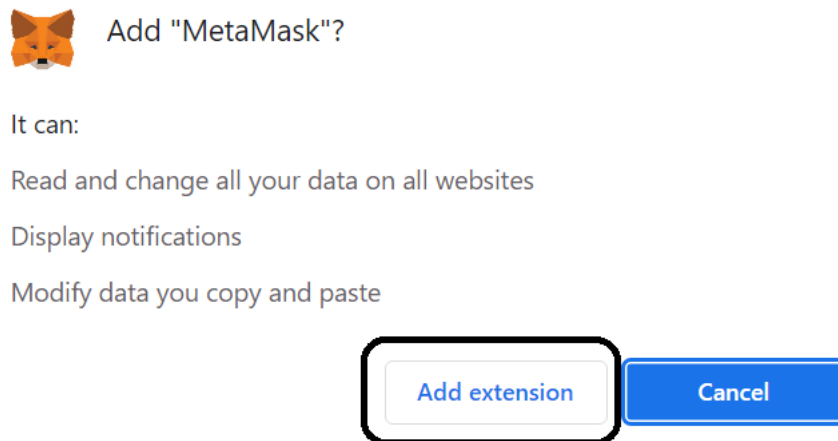 Add "MetaMask"?
It can:
Read and change all your data on all websites
Display notifications
Modify data you copy and paste
Add extension Cancel